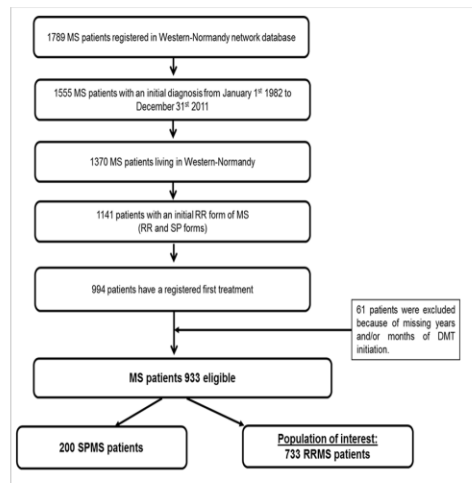 1789 MS patients registered in Western-Normandy network database
1555 MS patients with an initial diagnosis from January 1st 1982 to
December 31st 2011
1370 MS patients living in Western-Normandy
1141 patients with an initial RR form of MS
(RR and SP forms)
994 patients have a registered first treatment
61 patients were excluded
because of missing years
and/or months of DMT
initiation.
MS patients 933 eligible
200 SPMS patients
Population of interest:
733 RRMS patients